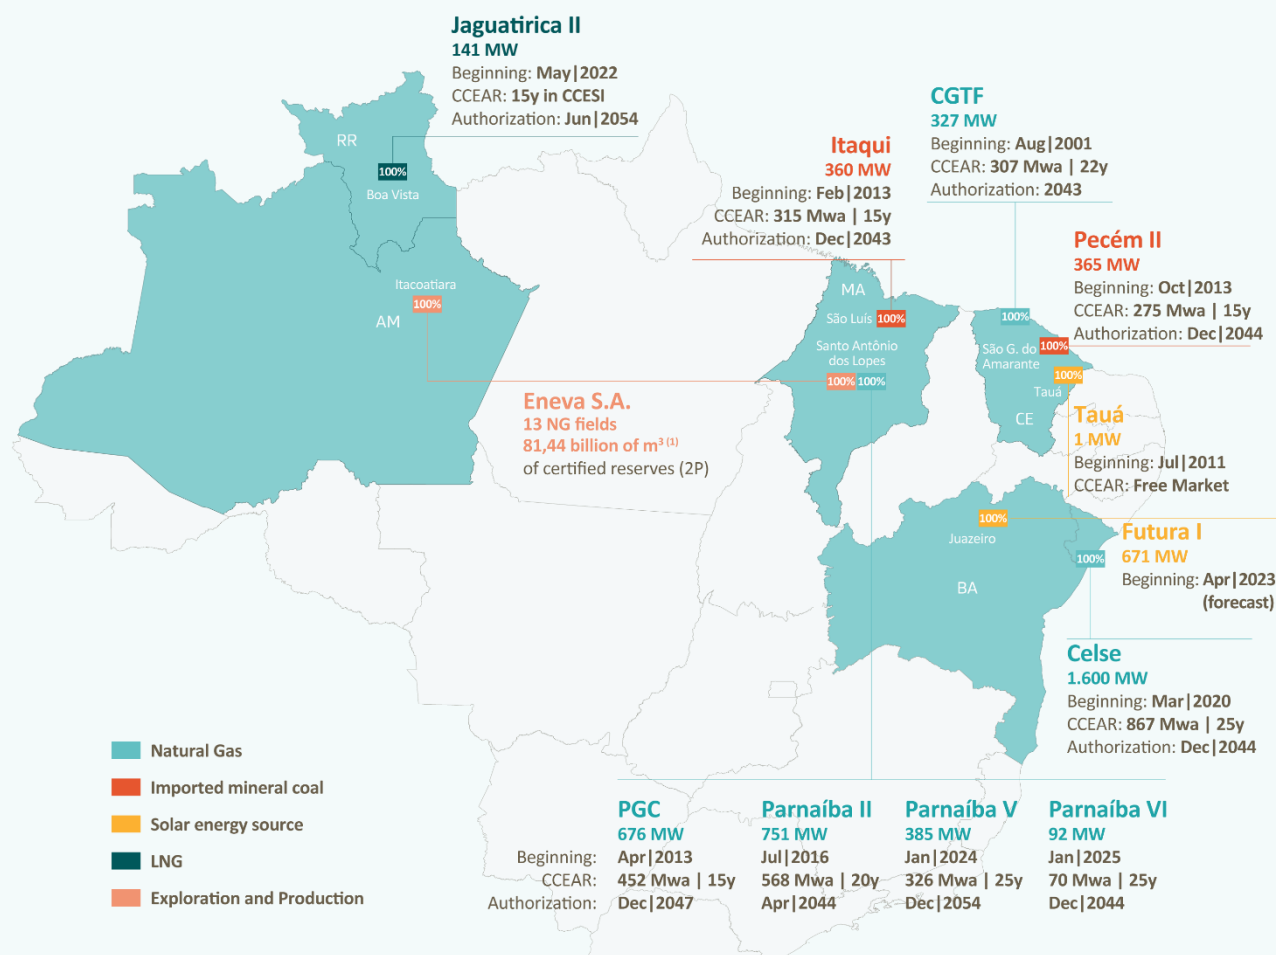 Jaguatirica II
141 MW
Beginning: May|2022
CCEAR: 15y in CCESI
Authorization: Jun|2054
CGTF
327 MW
Beginning: Aug|2001
CCEAR: 307 Mwa | 22y
Authorization: 2043
Itaqui
360 MW
Beginning: Feb|2013
CCEAR: 315 Mwa | 15y
Authorization: Dec|2043
Pecém II
365 MW
Beginning: Oct|2013
CCEAR: 275 Mwa | 15y
Authorization: Dec|2044
RR
100%
Boa Vista
Itacoatiara
100%
AM
MA
São Luís 100%
Santo Antônio
dos Lopes
100% 100%
100%
São G. do
Amarante
100%
100%
Tauá
CE
Eneva S.A.
13 NG fields
81,44 billion of m³ (1)
of certified reserves (2P)
Tauá
1 MW
Beginning: Jul|2011
CCEAR: Free Market
100%
Juazeiro
BA
100%
Futura I
671 MW
Beginning: Apr|2023
(forecast)
Celse
1.600 MW
Beginning: Mar|2020
CCEAR: 867 Mwa | 25y
Authorization: Dec|2044
Natural Gas
Imported mineral coal
Solar energy source
LNG
Exploration and Production
PGC Parnaíba II Parnaíba V Parnaíba VI
676 MW 751 MW 385 MW 92 MW
Beginning: Apr|2013 Jul|2016 Jan|2024 Jan|2025
CCEAR: 452 Mwa | 15y 568 Mwa | 20y 326 Mwa | 25y 70 Mwa | 25y
Authorization: Dec|2047 Apr|2044 Dec|2054 Dec|2044